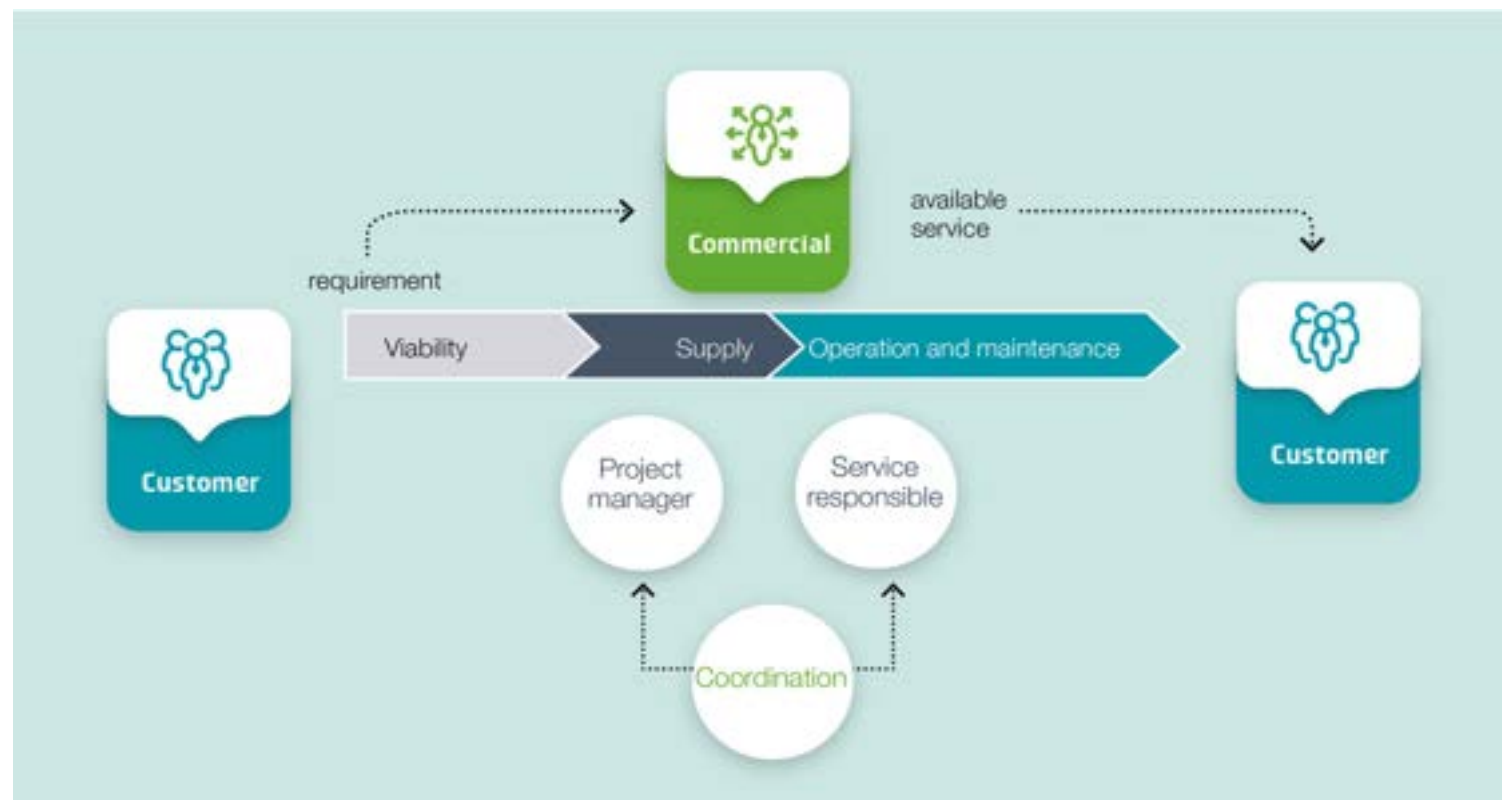 Commercial
available
service
requirement
Customer
Viability
Supply
Operation and maintenance
Customer
Project
manager
Service
responsible
Coordination